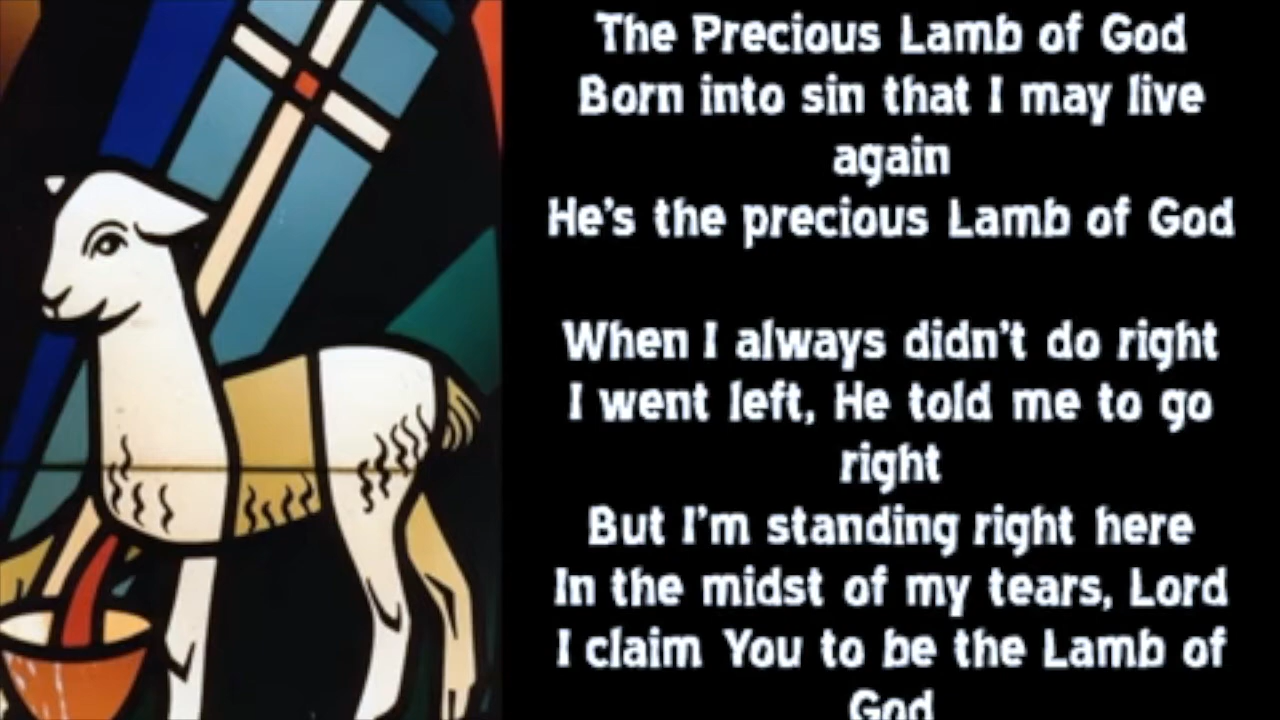 The Precious Lamb of God
Born into sin that I may live
again
He's the precious Lamb of God
When I always didn't do right
I went left, He told me to go
right
But I'm standing right here
In the midst of my tears, Lord
I claim You to be the Lamb of
God